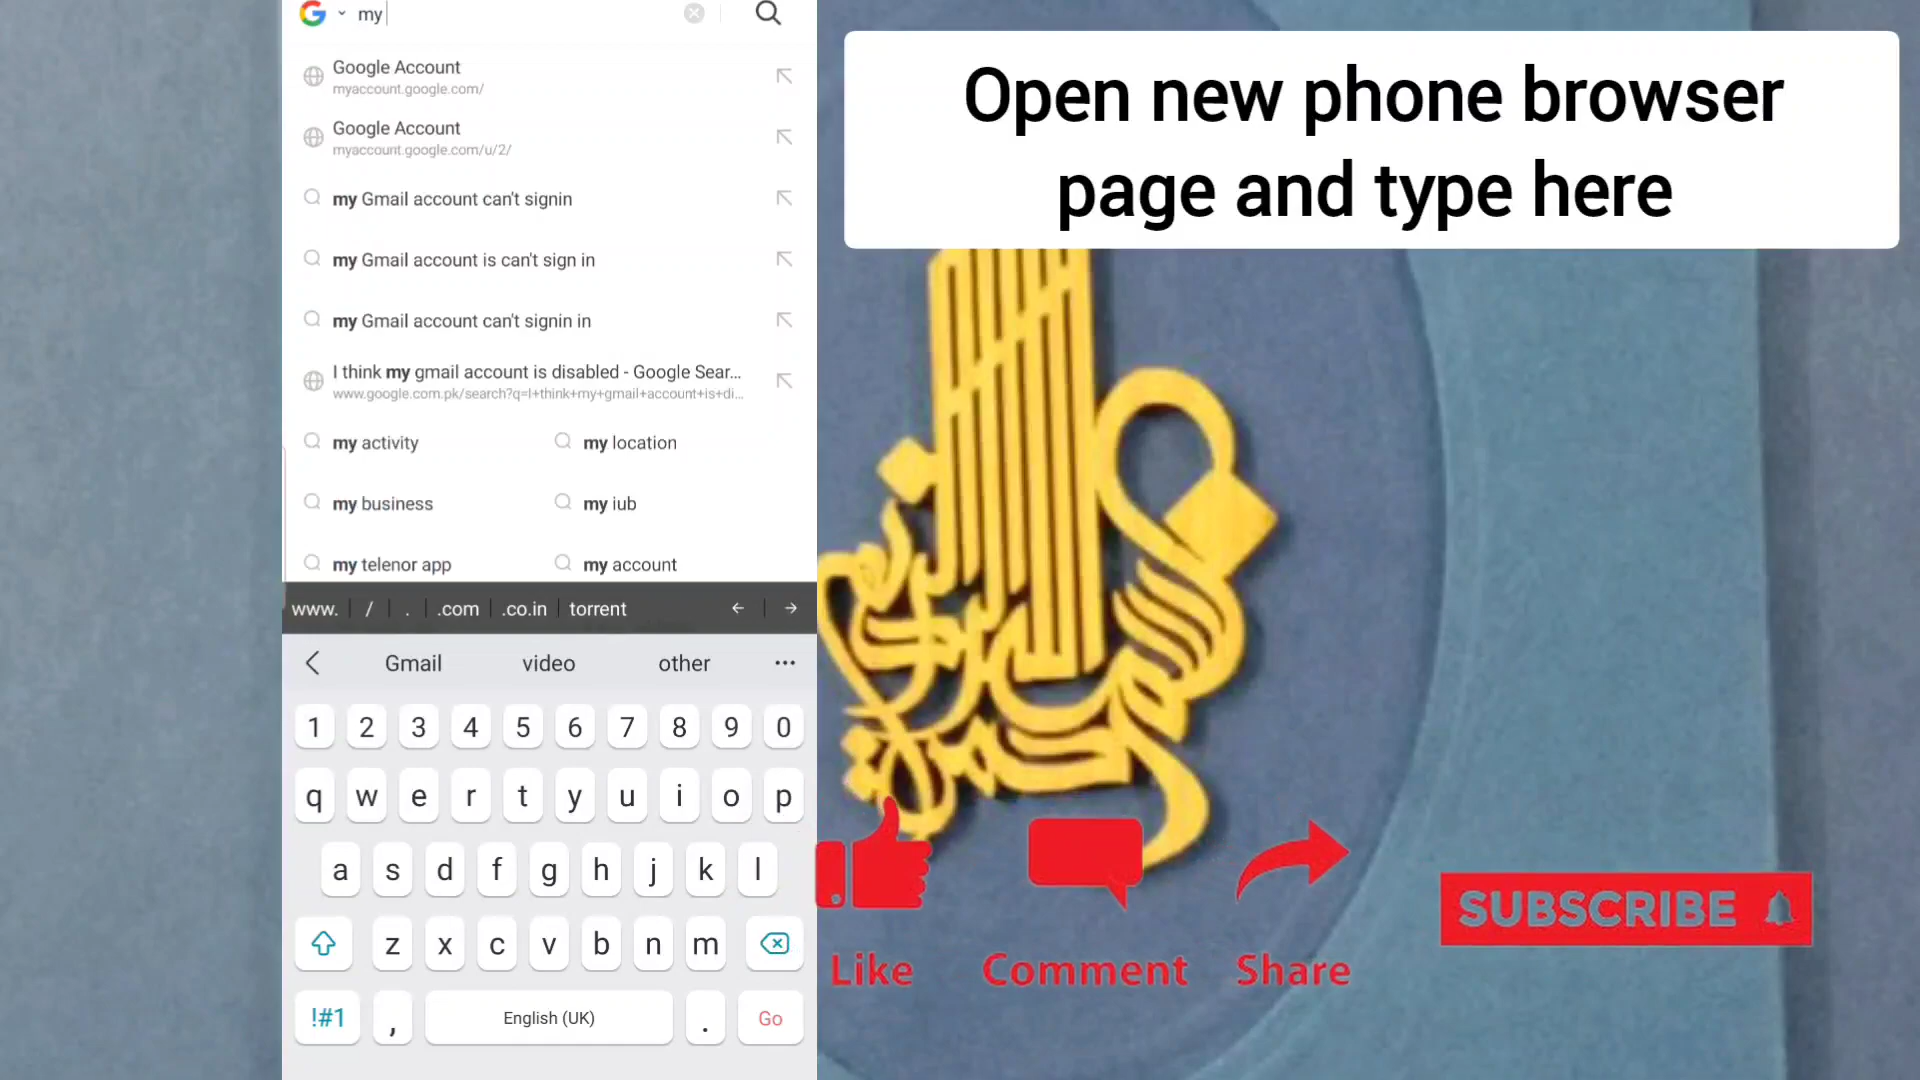 my
Google Account
myaccount.google.com/
Google Account
myaccount.google.com/u/2/
my Gmail account can't signin
my Gmail account is can't sign in
my Gmail account can't signin in
I think my gmail account is disabled - Google Sear...
www.google.com.pk/search?q=I+think+my+gmail+account+is+di...
my activity
my location
my business
my iub
my telenor app
my account
www. / . .com .co.in torrent
Gmail video other
1 2 3 4 5 6 7 8 9 0
q w e r t y u i o p
a s d f g h j k l
z x c v b n m
!#1 , English (UK) . Go
Open new phone browser
page and type here
Like Comment Share
SUBSCRIBE